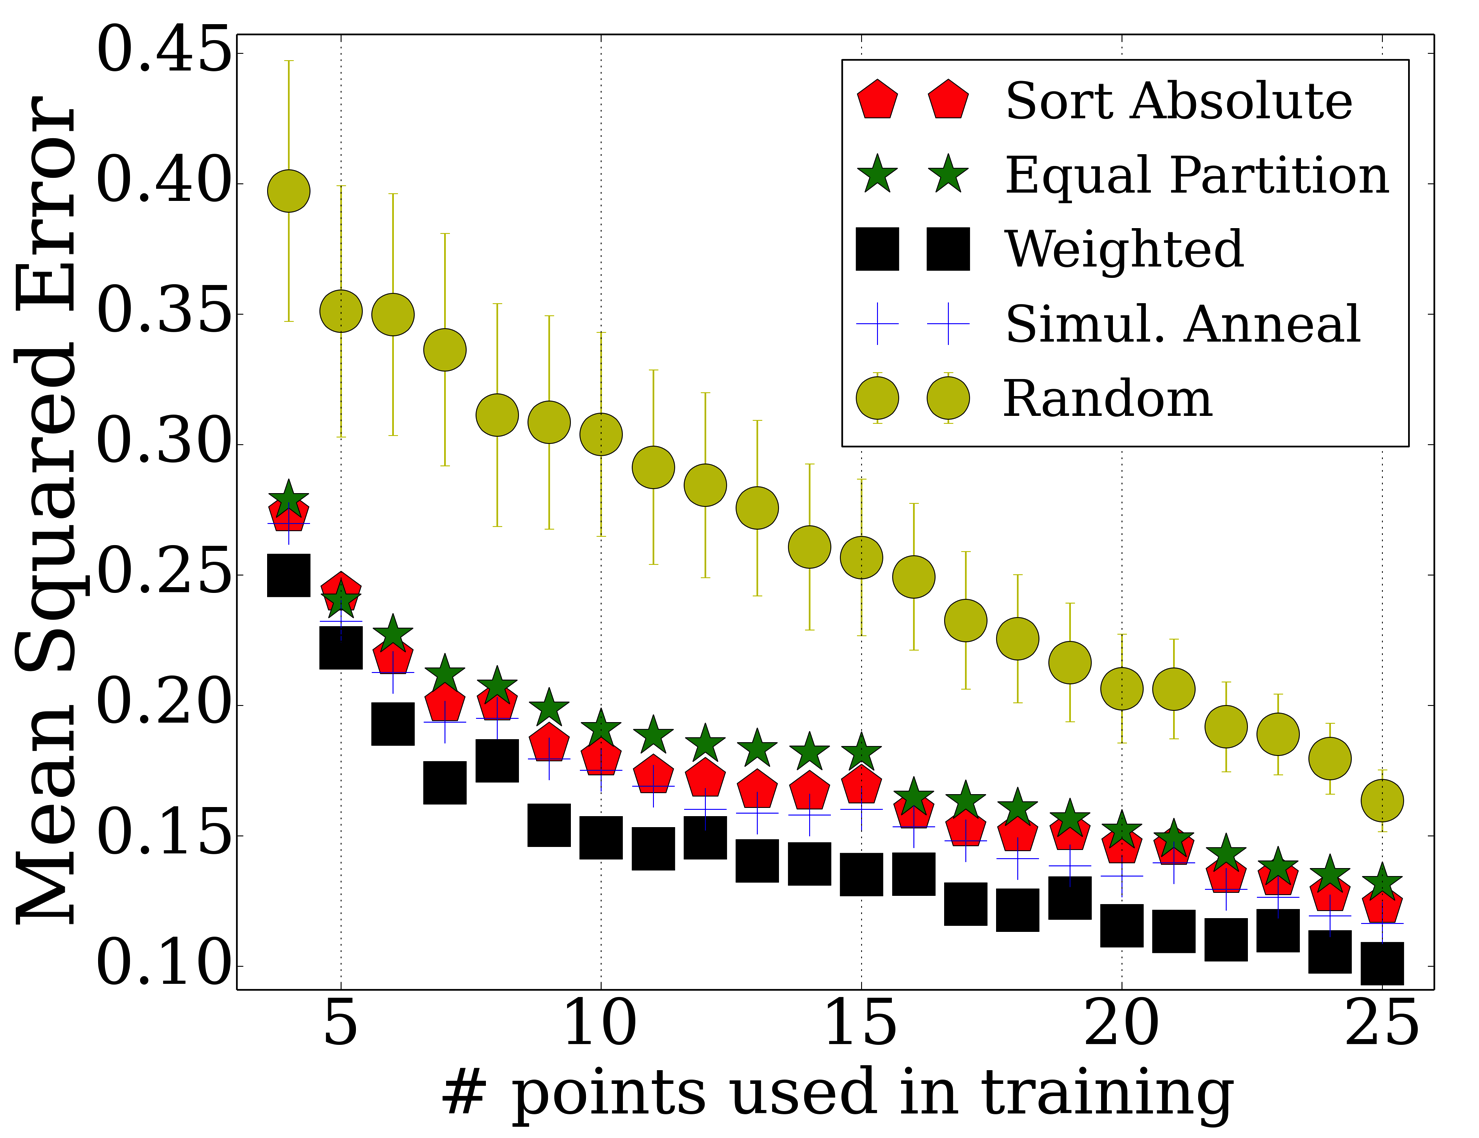 Mean Squared Error
0.45
0.40
0.35
0.30
0.25
0.20
0.15
0.10
Sort Absolute
Equal Partition
Weighted
Simul. Anneal
Random
5 10 15 20 25
# points used in training